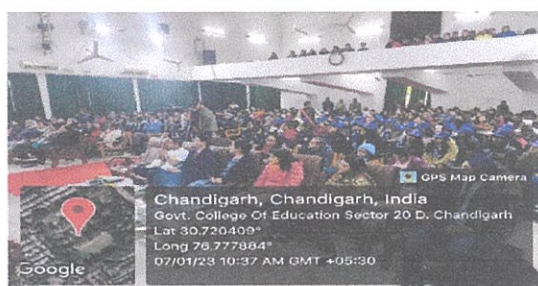 GPS Map Camera
Chandigarh, Chandigarh, India
Govt. College Of Education Sector 20 D. Chandigarh
Lat 30.720409°
Long 76.777884°
07/01/23 10:37 AM GMT +05:30
Google